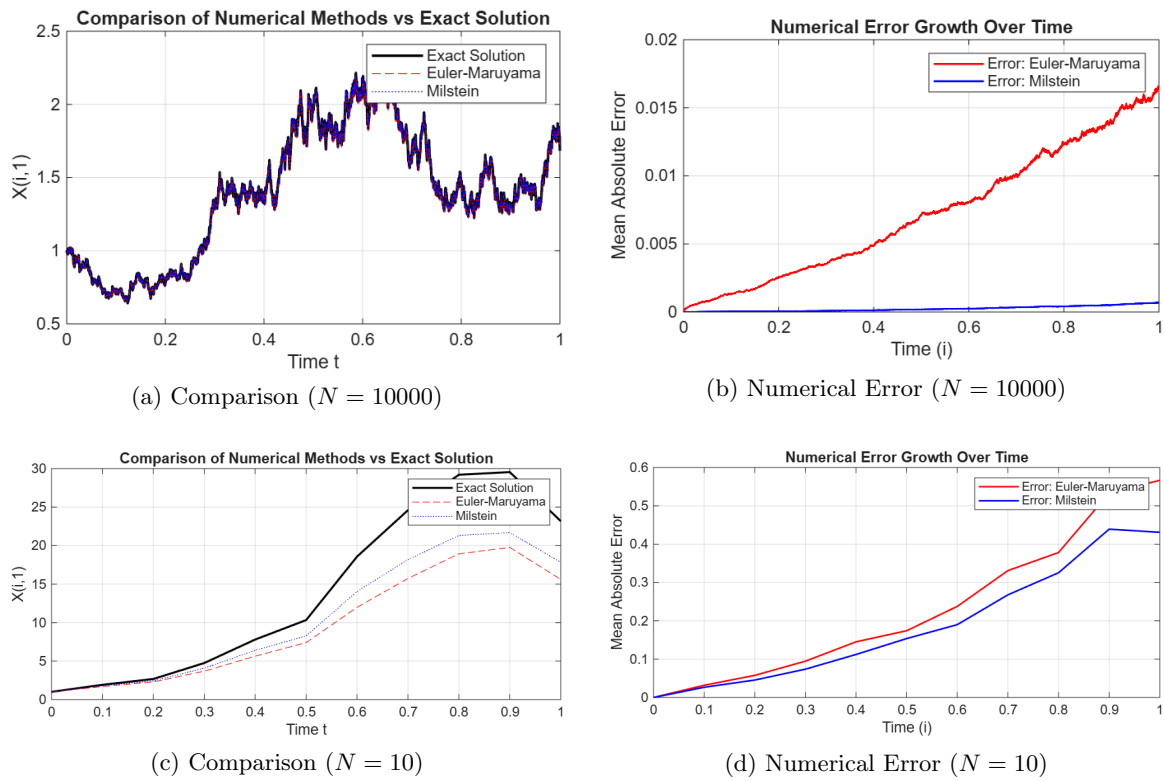 Comparison of Numerical Methods vs Exact Solution
2.5
2
1.5
1
0.5
X(i,1)
Exact Solution
Euler-Maruyama
Milstein
0 0.2 0.4 0.6 0.8 1
Time t
(a) Comparison (N = 10000)
Numerical Error Growth Over Time
0.02
0.015
0.01
0.005
0
Mean Absolute Error
Error: Euler-Maruyama
Error: Milstein
0 0.2 0.4 0.6 0.8 1
Time (i)
(b) Numerical Error (N = 10000)
Comparison of Numerical Methods vs Exact Solution
30
25
20
15
10
5
0
X(i,1)
Exact Solution
Euler-Maruyama
Milstein
0 0.1 0.2 0.3 0.4 0.5 0.6 0.7 0.8 0.9 1
Time t
(c) Comparison (N = 10)
Numerical Error Growth Over Time
0.6
0.5
0.4
0.3
0.2
0.1
0
Mean Absolute Error
Error: Euler-Maruyama
Error: Milstein
0 0.1 0.2 0.3 0.4 0.5 0.6 0.7 0.8 0.9 1
Time (i)
(d) Numerical Error (N = 10)